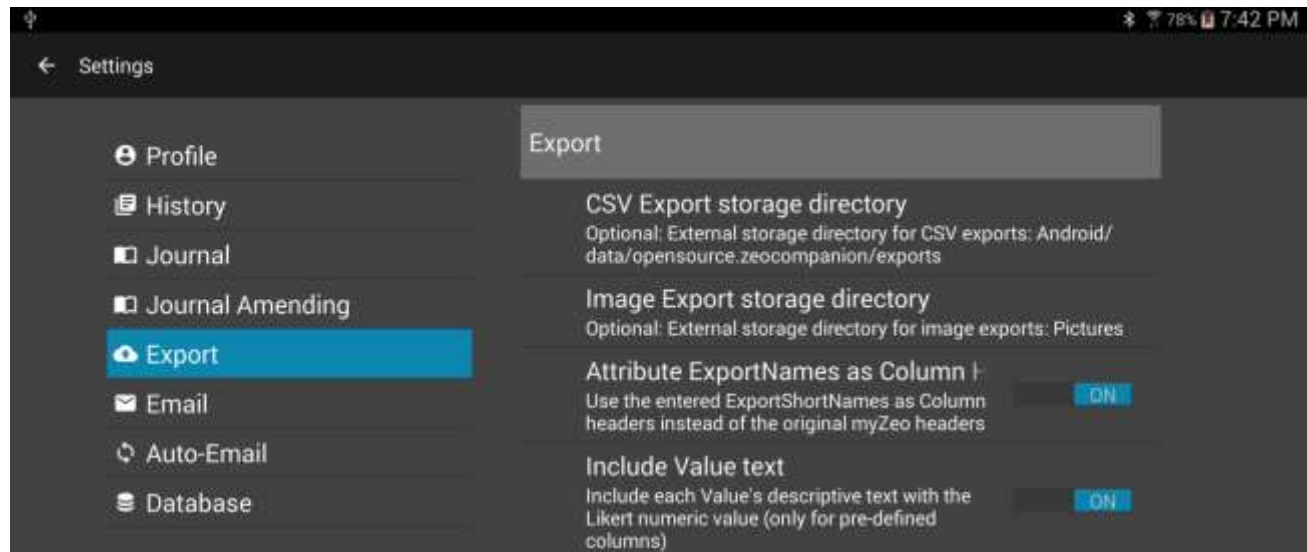 78% 7:42 PM
Settings
Profile
History
Journal
Journal Amending
Export
Email
Auto-Email
Database
Export
CSV Export storage directory
Optional: External storage directory for CSV exports: Android/
data/opensource.zeocompanion/exports
Image Export storage directory
Optional: External storage directory for image exports: Pictures
Attribute ExportNames as Column
Use the entered ExportShortNames as Column
headers instead of the original myZeo headers
ON
Include Value text
Include each Value's descriptive text with the
Likert numeric value (only for pre-defined
columns)
ON